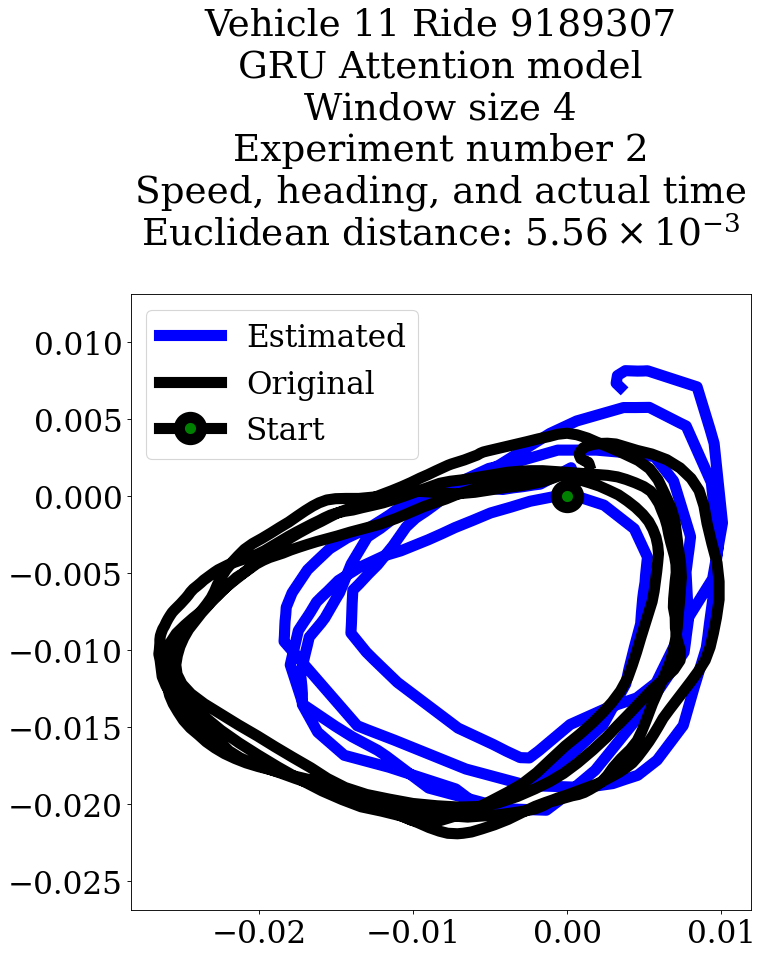 Vehicle 11 Ride 9189307
GRU Attention model
Window size 4
Experiment number 2
Speed, heading, and actual time
Euclidean distance: 5.56 × 10⁻³
Estimated
Original
Start
0.010
0.005
0.000
−0.005
−0.010
−0.015
−0.020
−0.025
−0.02 −0.01 0.00 0.01